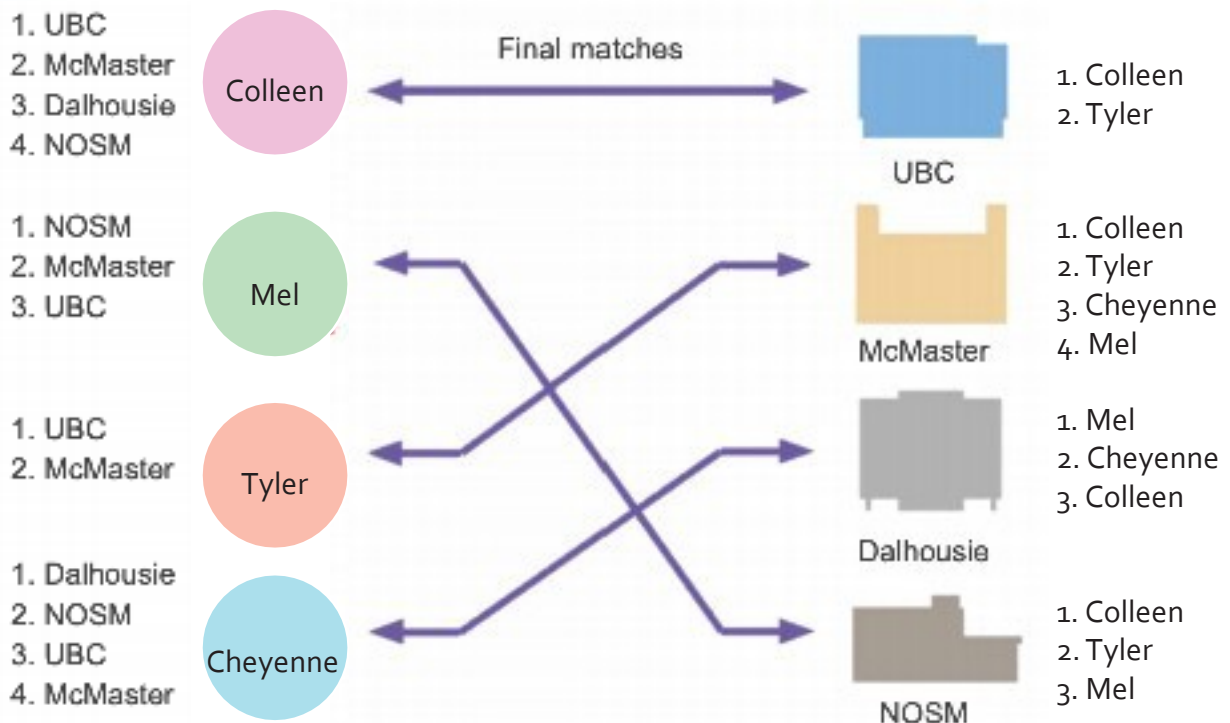 1. UBC
2. McMaster
3. Dalhousie
4. NOSM
Colleen
Final matches
UBC
1. Colleen
2. Tyler
1. NOSM
2. McMaster
3. UBC
Mel
McMaster
1. Colleen
2. Tyler
3. Cheyenne
4. Mel
1. UBC
2. McMaster
Tyler
Dalhousie
1. Mel
2. Cheyenne
3. Colleen
1. Dalhousie
2. NOSM
3. UBC
4. McMaster
Cheyenne
NOSM
1. Colleen
2. Tyler
3. Mel